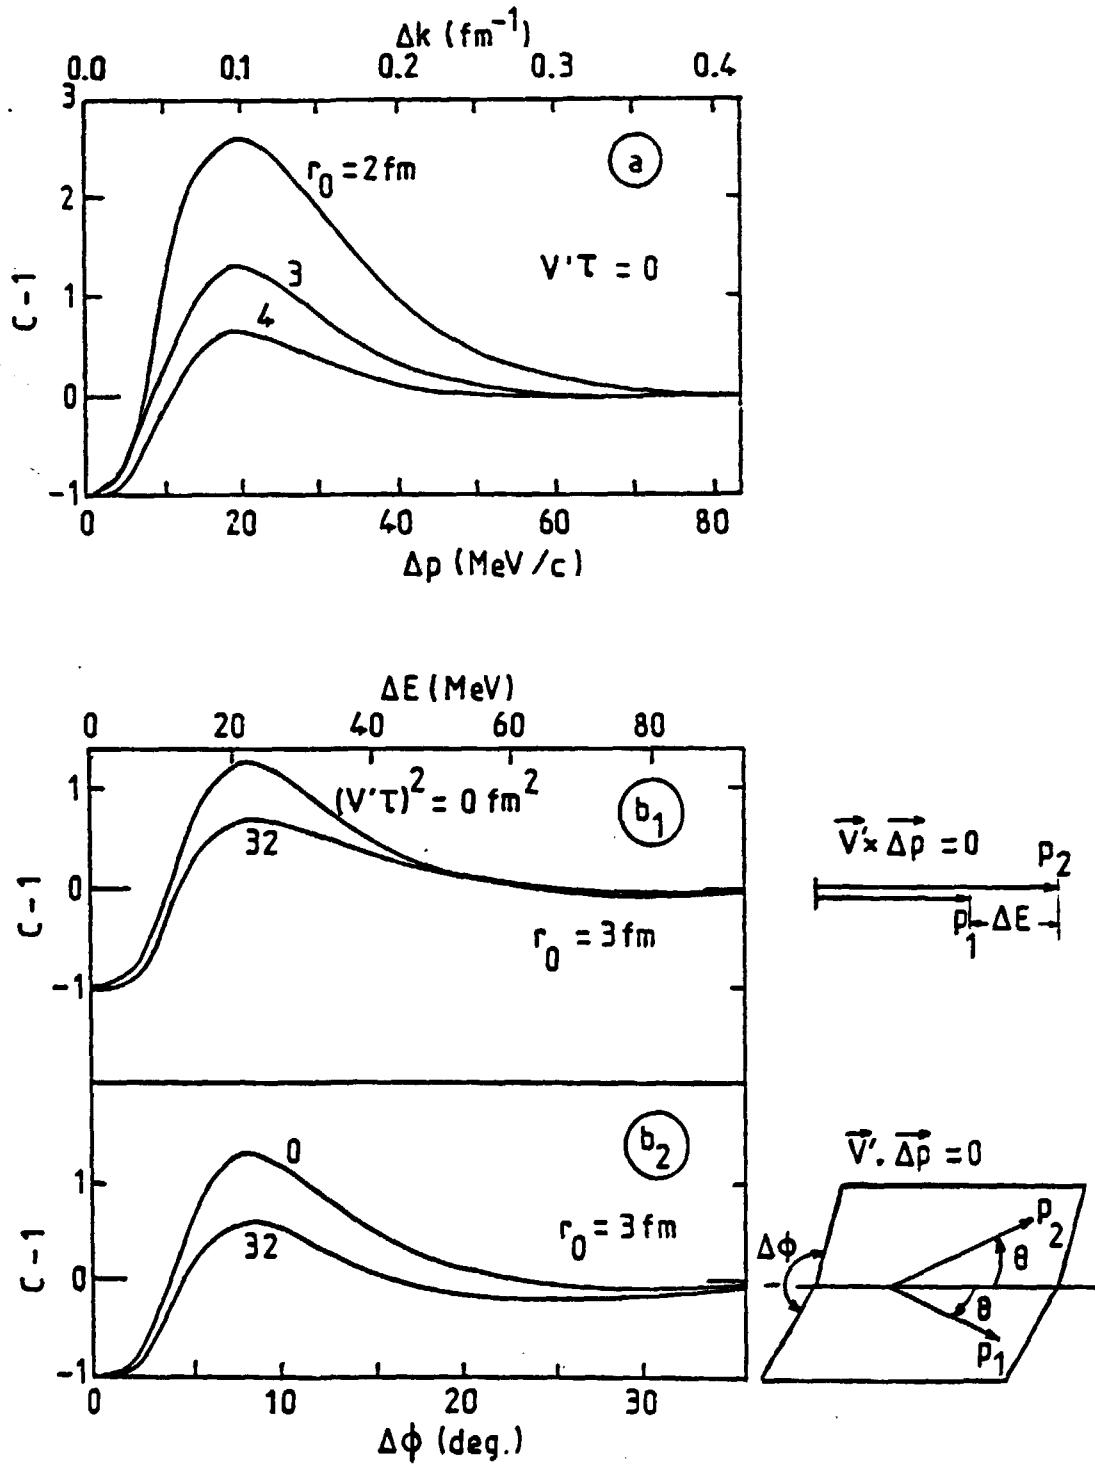 Δk (fm⁻¹)
0.0 0.1 0.2 0.3 0.4
3
2
1
0
-1
C-1
r₀ = 2 fm
3
4
a
V'τ = 0
0 20 40 60 80
Δp (MeV/c)
ΔE (MeV)
0 20 40 60 80
1
0
-1
C-1
(V'τ)² = 0 fm²
32
b₁
r₀ = 3 fm
V⃗'× Δp⃗ = 0
p₂
p₁
ΔE
1
0
-1
C-1
0
32
b₂
r₀ = 3 fm
0 10 20 30
Δϕ (deg.)
V⃗'. Δp⃗ = 0
Δϕ
p₂
θ
θ
p₁